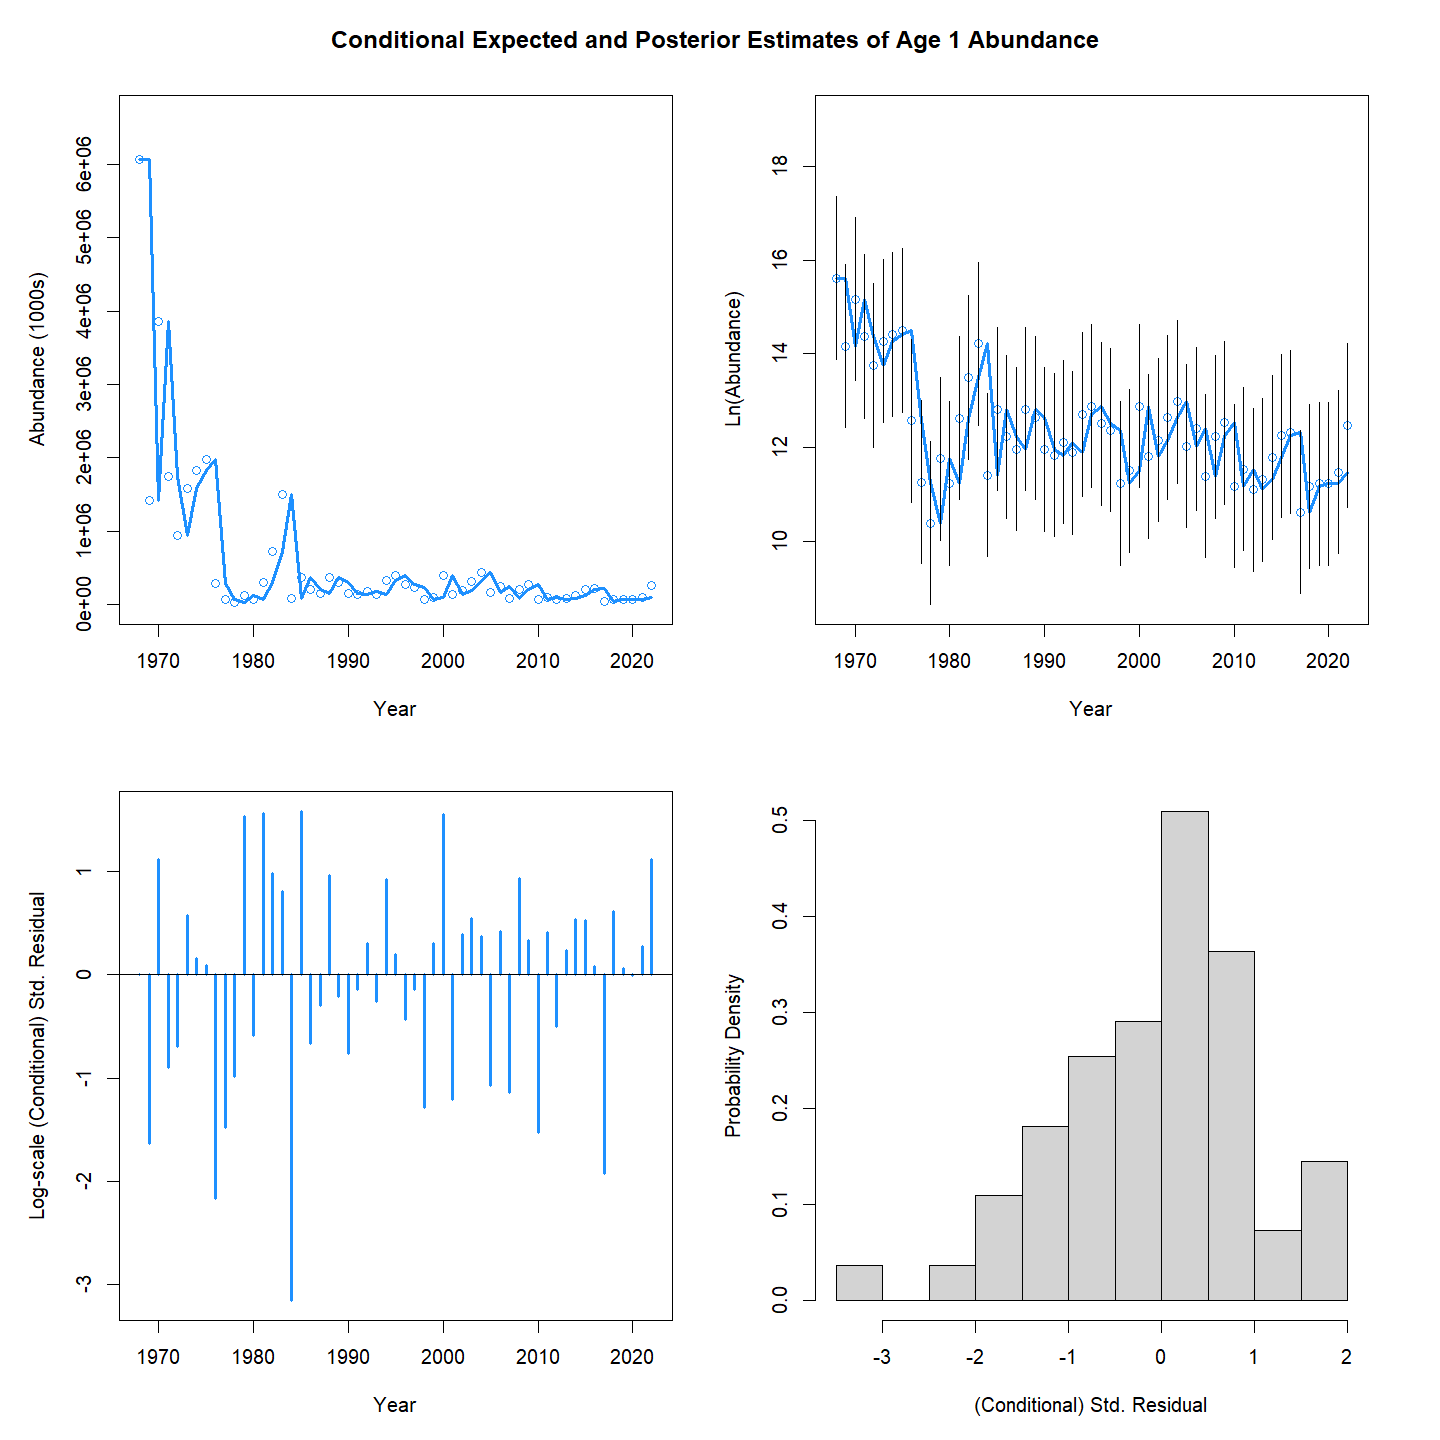 Conditional Expected and Posterior Estimates of Age 1 Abundance
Abundance (1000s)
0e+00 1e+06 2e+06 3e+06 4e+06 5e+06 6e+06
1970 1980 1990 2000 2010 2020
Year
Ln(Abundance)
10 12 14 16 18
1970 1980 1990 2000 2010 2020
Year
Log-scale (Conditional) Std. Residual
-3 -2 -1 0 1
1970 1980 1990 2000 2010 2020
Year
Probability Density
0.0 0.1 0.2 0.3 0.4 0.5
-3 -2 -1 0 1 2
(Conditional) Std. Residual